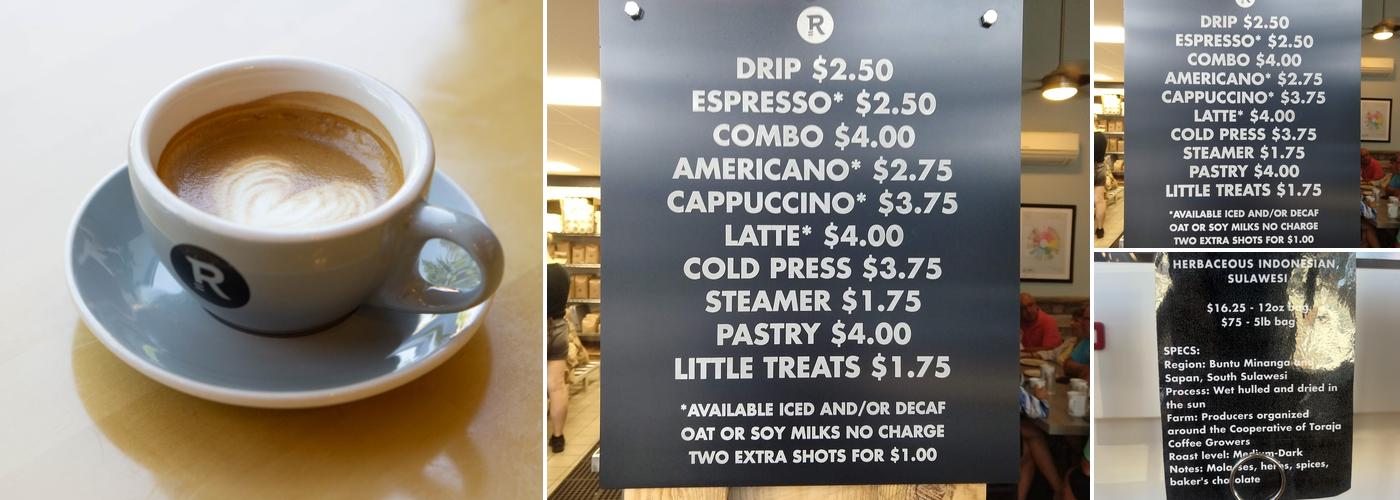 R
R
DRIP $2.50
ESPRESSO* $2.50
COMBO $4.00
AMERICANO* $2.75
CAPPUCCINO* $3.75
LATTE* $4.00
COLD PRESS $3.75
STEAMER $1.75
PASTRY $4.00
LITTLE TREATS $1.75
*AVAILABLE ICED AND/OR DECAF
OAT OR SOY MILKS NO CHARGE
TWO EXTRA SHOTS FOR $1.00
DRIP $2.50
ESPRESSO* $2.50
COMBO $4.00
AMERICANO* $2.75
CAPPUCCINO* $3.75
LATTE* $4.00
COLD PRESS $3.75
STEAMER $1.75
PASTRY $4.00
LITTLE TREATS $1.75
*AVAILABLE ICED AND/OR DECAF
OAT OR SOY MILKS NO CHARGE
TWO EXTRA SHOTS FOR $1.00
HERBACEOUS INDONESIAN,
SULAWESI
$16.25 - 12oz bag
$75 - 5lb bag
SPECS:
Region: Buntu Minanga and
Sapan, South Sulawesi
Process: Wet hulled and dried in
the sun
Farm: Producers organized
around the Cooperative of Toraja
Coffee Growers
Roast level: Medium-Dark
Notes: Molasses, herbs, spices,
baker's chocolate